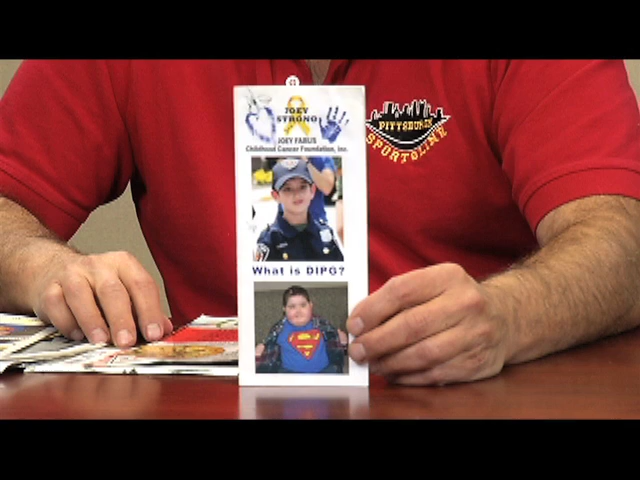 JOEY
STRONG
JOEY FABUS
Childhood Cancer Foundation, Inc.
What is DIPG?
PITTSBURGH
SPORTSLINE